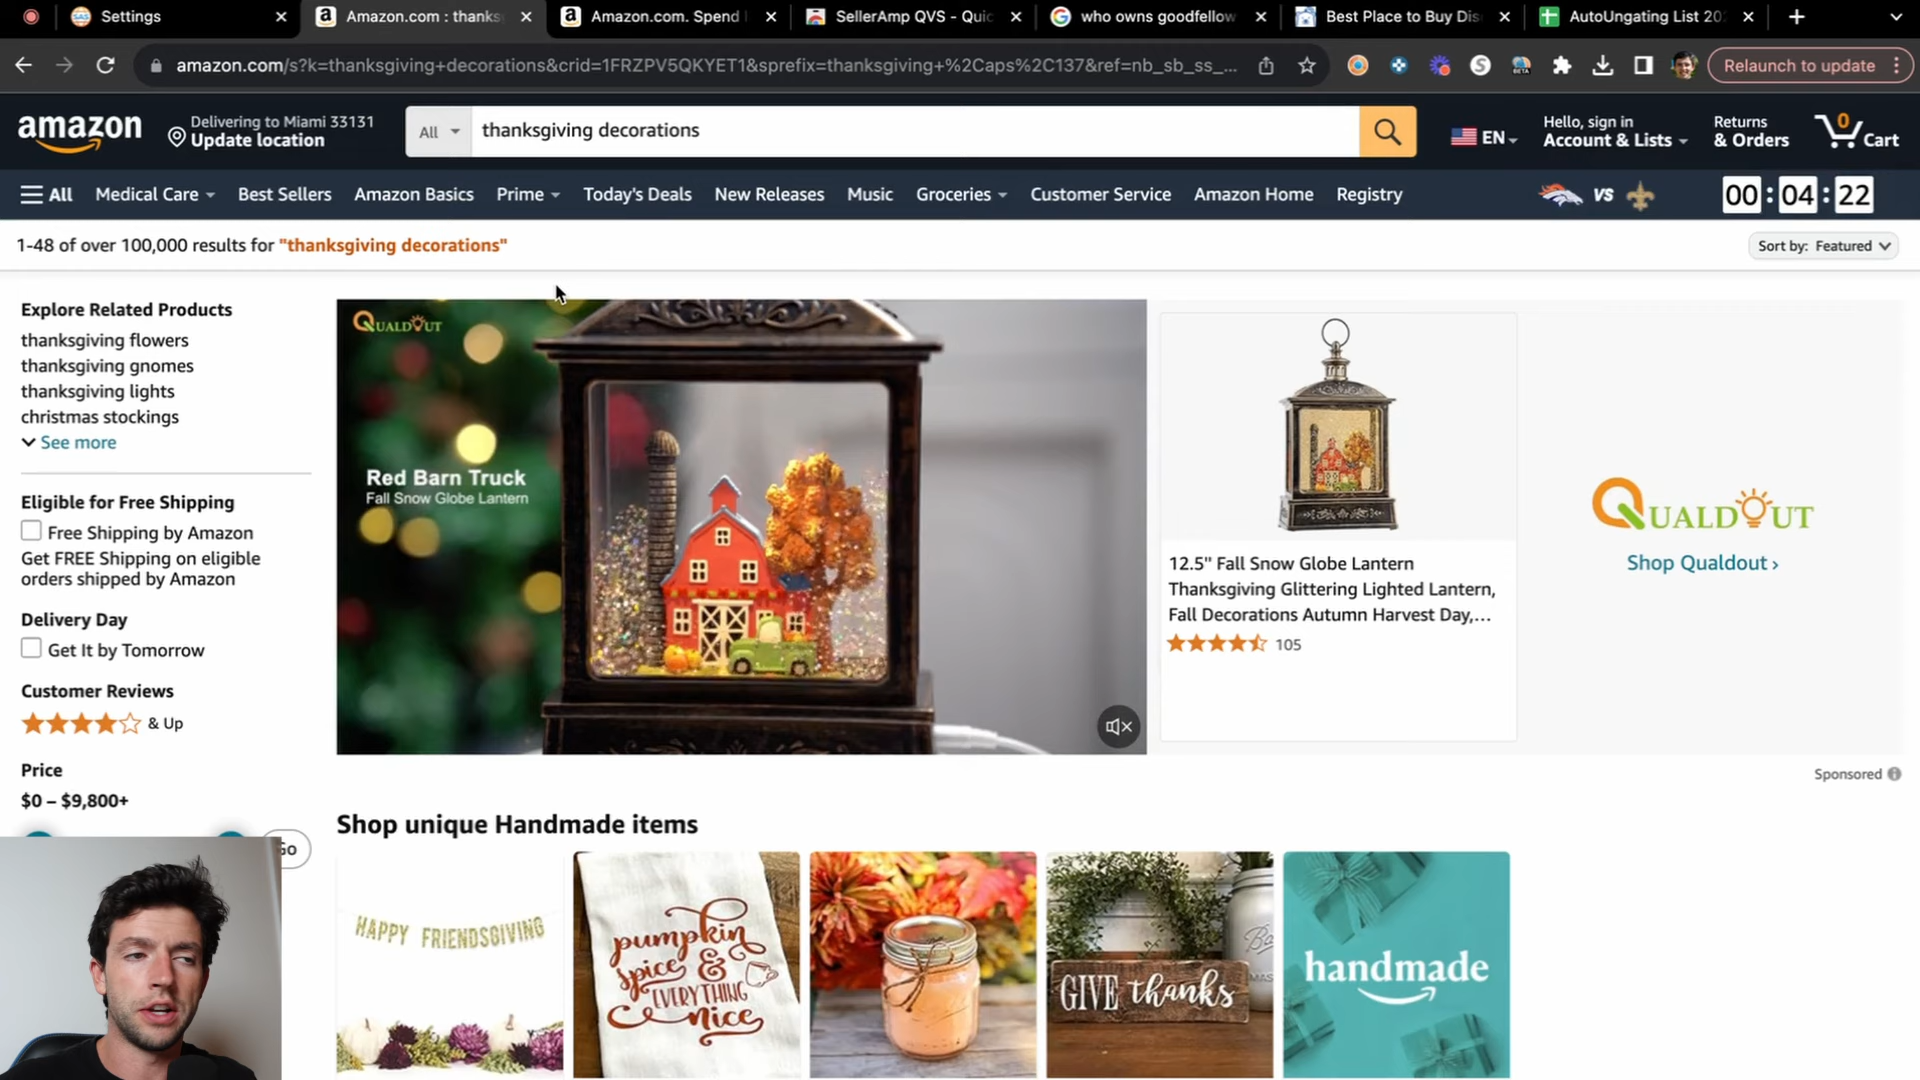 Settings
Amazon.com : thanks
Amazon.com. Spend
SellerAmp QVS - Quic
who owns goodfellow
Best Place to Buy Dis
AutoUngating List 20
amazon.com/s?k=thanksgiving+decorations&crid=1FRZPV5QKYET1&sprefix=thanksgiving+%2Caps%2C137&ref=nb_sb_ss_...
BETA
Relaunch to update
amazon
Delivering to Miami 33131
Update location
All
thanksgiving decorations
EN
Hello, sign in
Account & Lists
Returns
& Orders
0
Cart
All
Medical Care
Best Sellers
Amazon Basics
Prime
Today's Deals
New Releases
Music
Groceries
Customer Service
Amazon Home
Registry
VS
00 : 04 : 22
1-48 of over 100,000 results for "thanksgiving decorations"
Sort by: Featured
Explore Related Products
thanksgiving flowers
thanksgiving gnomes
thanksgiving lights
christmas stockings
See more
Eligible for Free Shipping
Free Shipping by Amazon
Get FREE Shipping on eligible
orders shipped by Amazon
Delivery Day
Get It by Tomorrow
Customer Reviews
& Up
Price
$0 – $9,800+
Go
QUALDOUT
Red Barn Truck
Fall Snow Globe Lantern
12.5" Fall Snow Globe Lantern
Thanksgiving Glittering Lighted Lantern,
Fall Decorations Autumn Harvest Day,...
105
QUALDOUT
Shop Qualdout ›
Sponsored
Shop unique Handmade items
HAPPY FRIENDSGIVING
pumpkin
spice &
EVERYTHING
nice
GIVE thanks
handmade